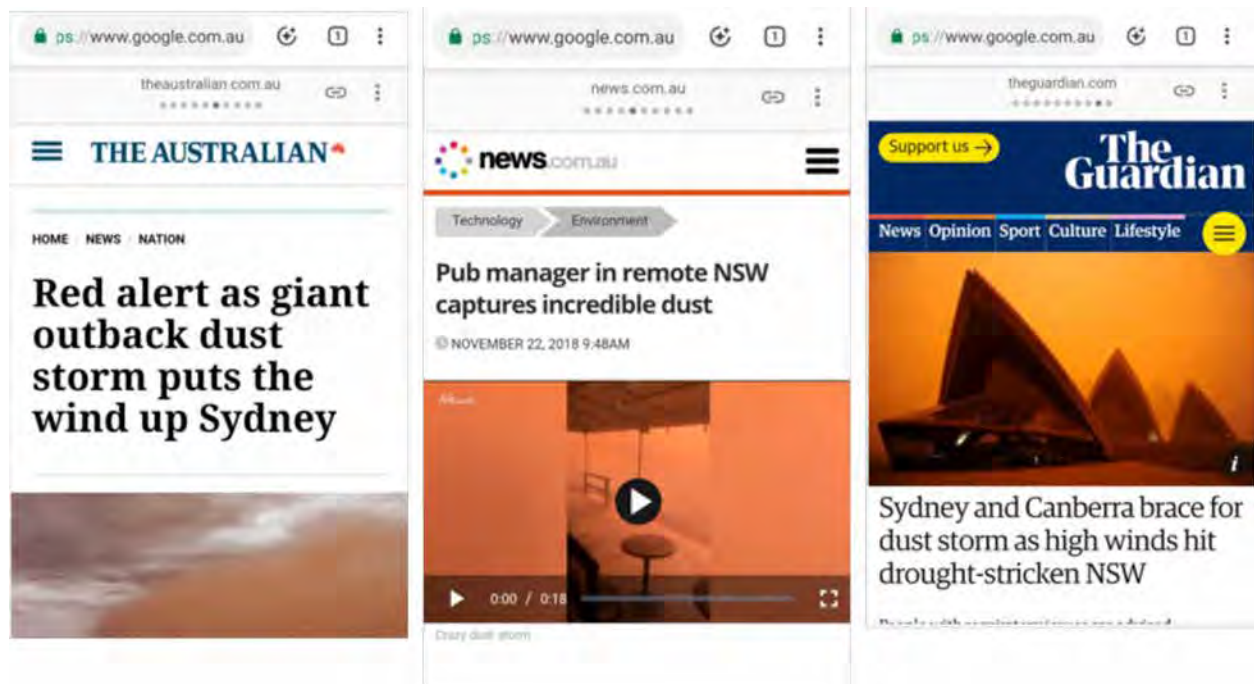 ps://www.google.com.au
1
theaustralian.com.au
THE AUSTRALIAN
HOME NEWS NATION
Red alert as giant
outback dust
storm puts the
wind up Sydney
ps://www.google.com.au
1
news.com.au
news.com.au
Technology
Environment
Pub manager in remote NSW
captures incredible dust
NOVEMBER 22, 2018 9:48AM
0:00 / 0:18
Crazy dust storm
ps://www.google.com.au
1
theguardian.com
Support us →
The
Guardian
News Opinion Sport Culture Lifestyle
i
Sydney and Canberra brace for
dust storm as high winds hit
drought-stricken NSW